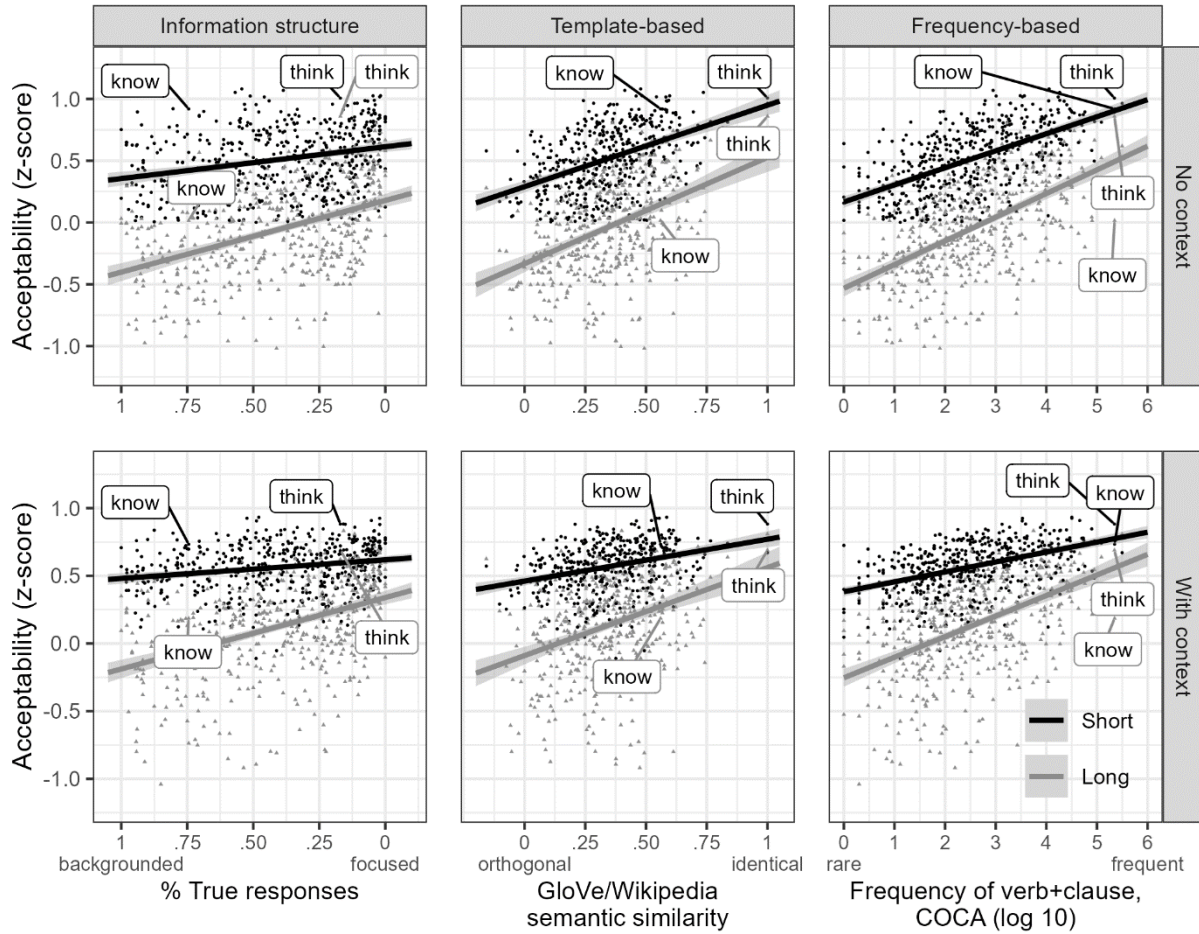 Information structure
Template-based
Frequency-based
Acceptability (z-score)
No context
1.0
0.5
0.0
-0.5
-1.0
know
think
think
know
know
think
think
know
know
think
think
know
1 .75 .50 .25 0
0 .25 .50 .75 1
0 1 2 3 4 5 6
Acceptability (z-score)
With context
1.0
0.5
0.0
-0.5
-1.0
know
think
know
think
know
think
think
know
think
know
think
know
Short
Long
1 .75 .50 .25 0
backgrounded focused
% True responses
0 .25 .50 .75 1
orthogonal identical
GloVe/Wikipedia
semantic similarity
0 1 2 3 4 5 6
rare frequent
Frequency of verb+clause,
COCA (log 10)